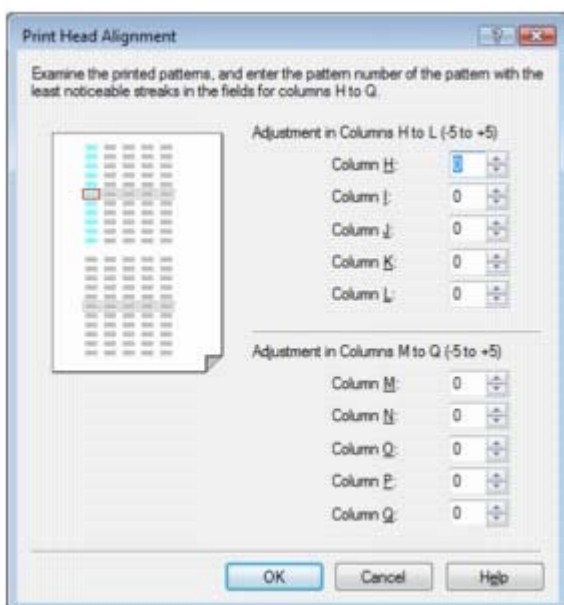 Print Head Alignment
Examine the printed patterns, and enter the pattern number of the pattern with the
least noticeable streaks in the fields for columns H to Q.
Adjustment in Columns H to L (-5 to +5)
Column H: 0
Column I: 0
Column J: 0
Column K: 0
Column L: 0
Adjustment in Columns M to Q (-5 to +5)
Column M: 0
Column N: 0
Column O: 0
Column P: 0
Column Q: 0
OK Cancel Help